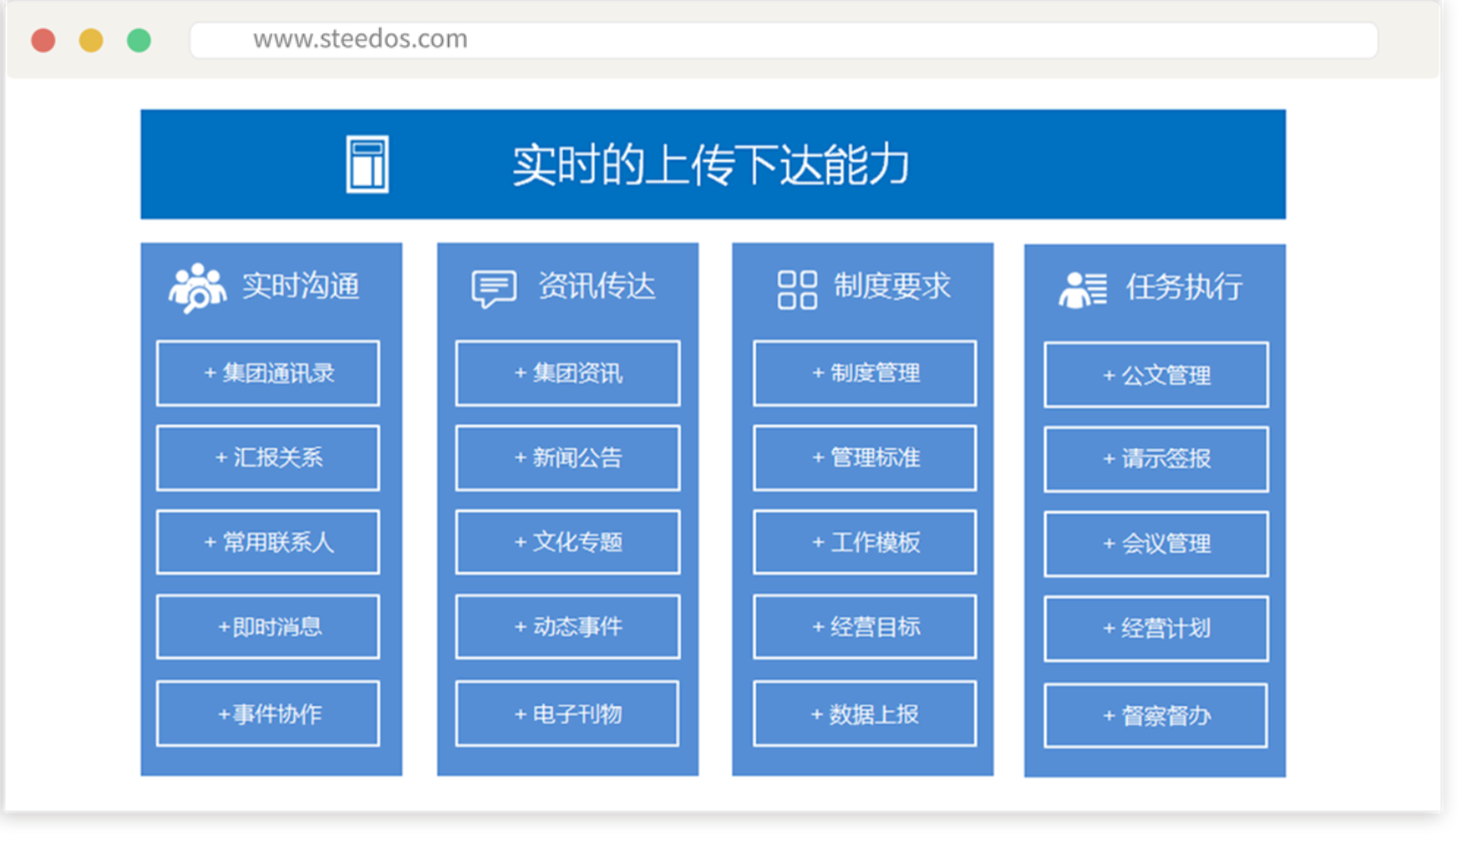 www.steedos.com
实时的上传下达能力
实时沟通
+ 集团通讯录
+ 汇报关系
+ 常用联系人
+即时消息
+事件协作
资讯传达
+ 集团资讯
+ 新闻公告
+ 文化专题
+ 动态事件
+ 电子刊物
制度要求
+ 制度管理
+ 管理标准
+ 工作模板
+ 经营目标
+ 数据上报
任务执行
+ 公文管理
+ 请示签报
+ 会议管理
+ 经营计划
+ 督察督办